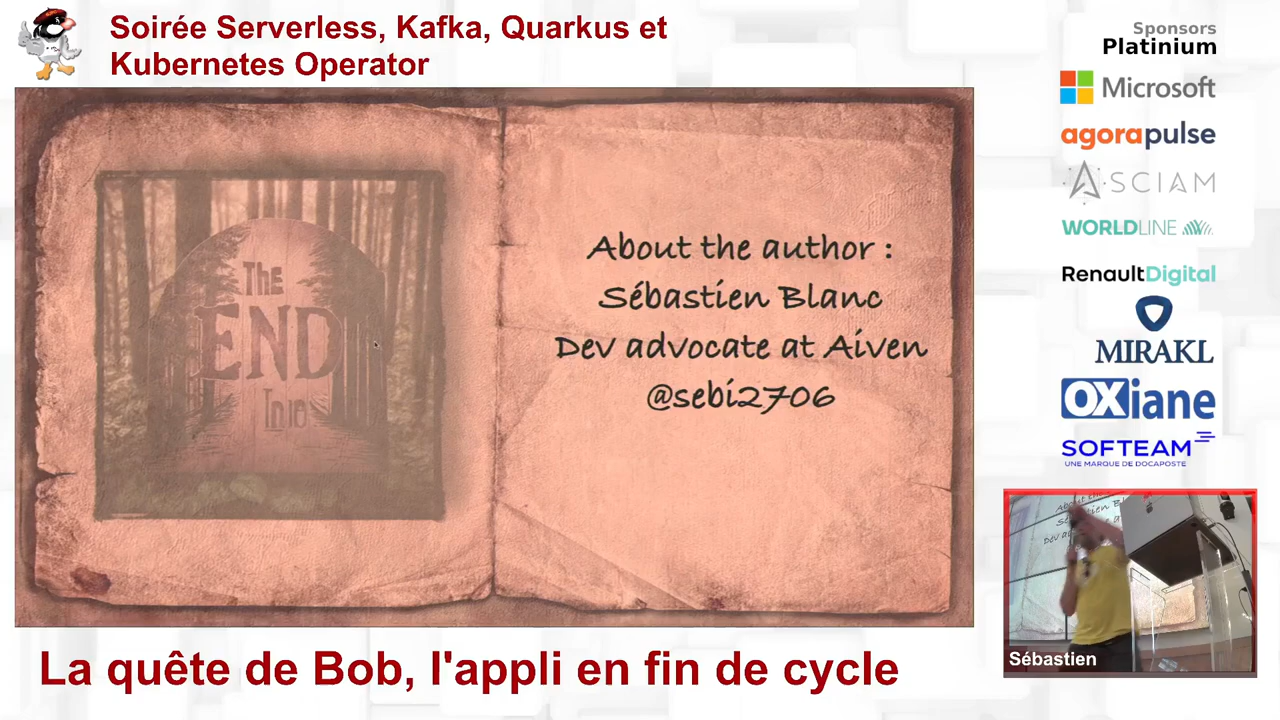 Soirée Serverless, Kafka, Quarkus et
Kubernetes Operator
The
END
About the author :
Sébastien Blanc
Dev advocate at Aiven
@sebi2706
Sponsors
Platinium
Microsoft
agorapulse
ASCIAM
WORLDLINE
RenaultDigital
MIRAKL
OXiane
SOFTEAM
UNE MARQUE DE DOCAPOSTE
Sébastien
La quête de Bob, l'appli en fin de cycle